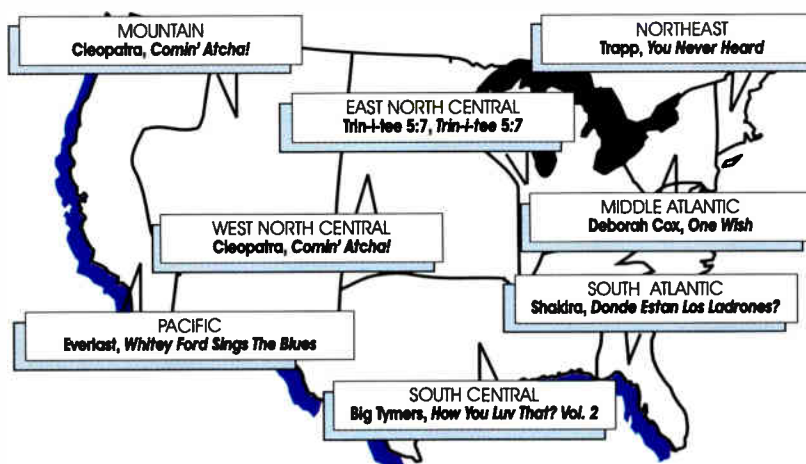 MOUNTAIN
Cleopatra, Comin' Atcha!
NORTHEAST
Trapp, You Never Heard
EAST NORTH CENTRAL
Trin-i-tee 5:7, Trin-i-tee 5:7
MIDDLE ATLANTIC
Deborah Cox, One Wish
WEST NORTH CENTRAL
Cleopatra, Comin' Atcha!
SOUTH ATLANTIC
Shakira, Donde Estan Los Ladrones?
PACIFIC
Everlast, Whitey Ford Sings The Blues
SOUTH CENTRAL
Big Tymers, How You Luv That? Vol. 2